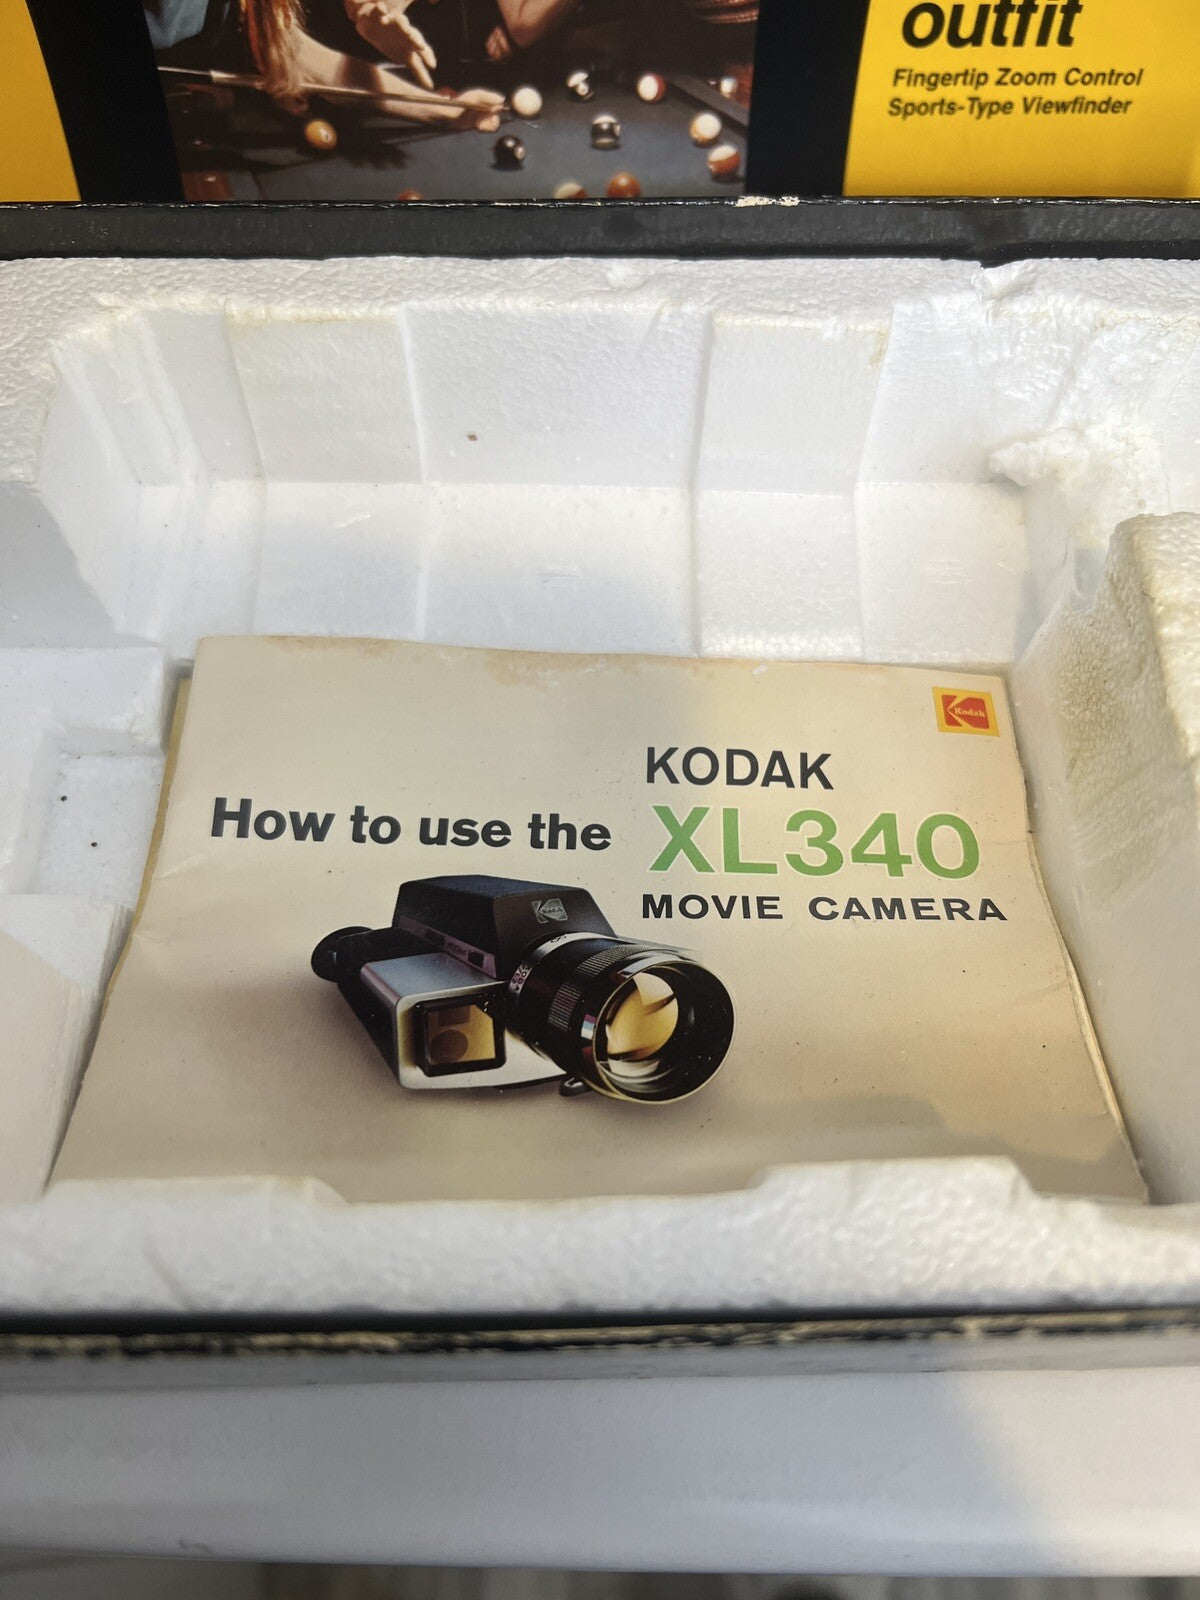 outfit
Fingertip Zoom Control
Sports-Type Viewfinder
Kodak
How to use the
KODAK
XL340
MOVIE CAMERA